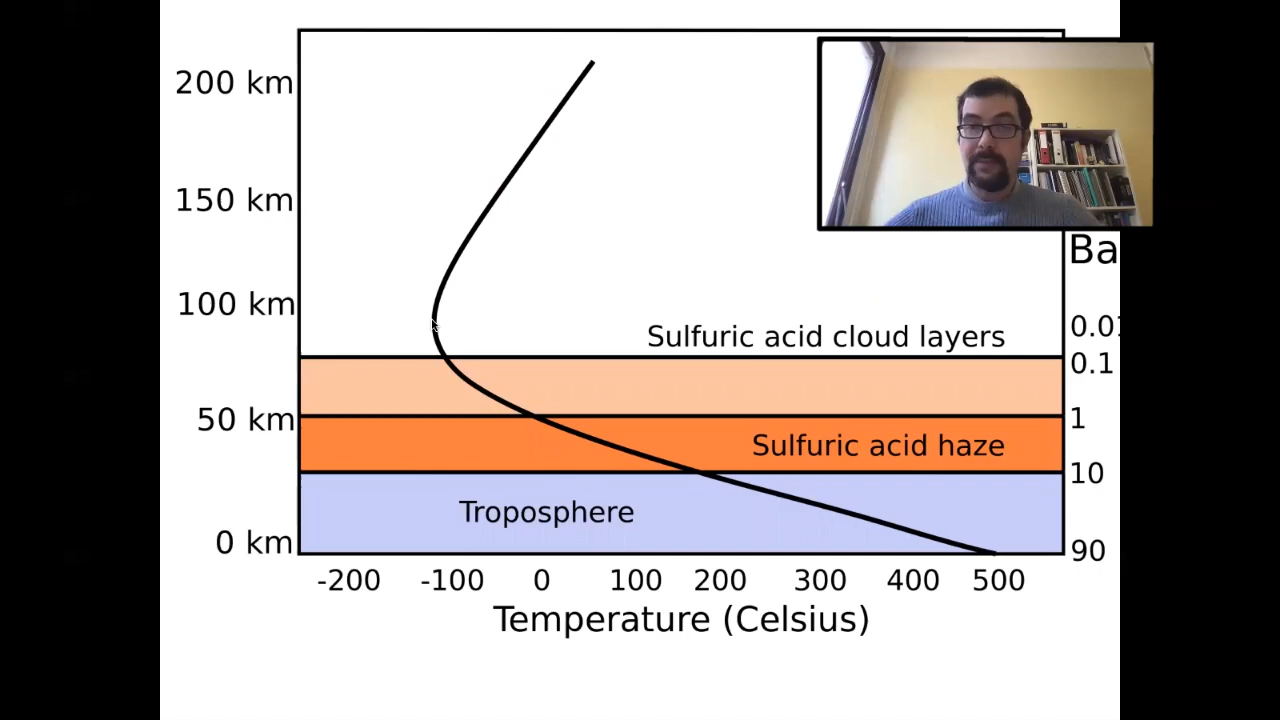 200 km
150 km
Ba
100 km
0.01
Sulfuric acid cloud layers
0.1
50 km
1
Sulfuric acid haze
10
Troposphere
0 km
90
-200 -100 0 100 200 300 400 500
Temperature (Celsius)